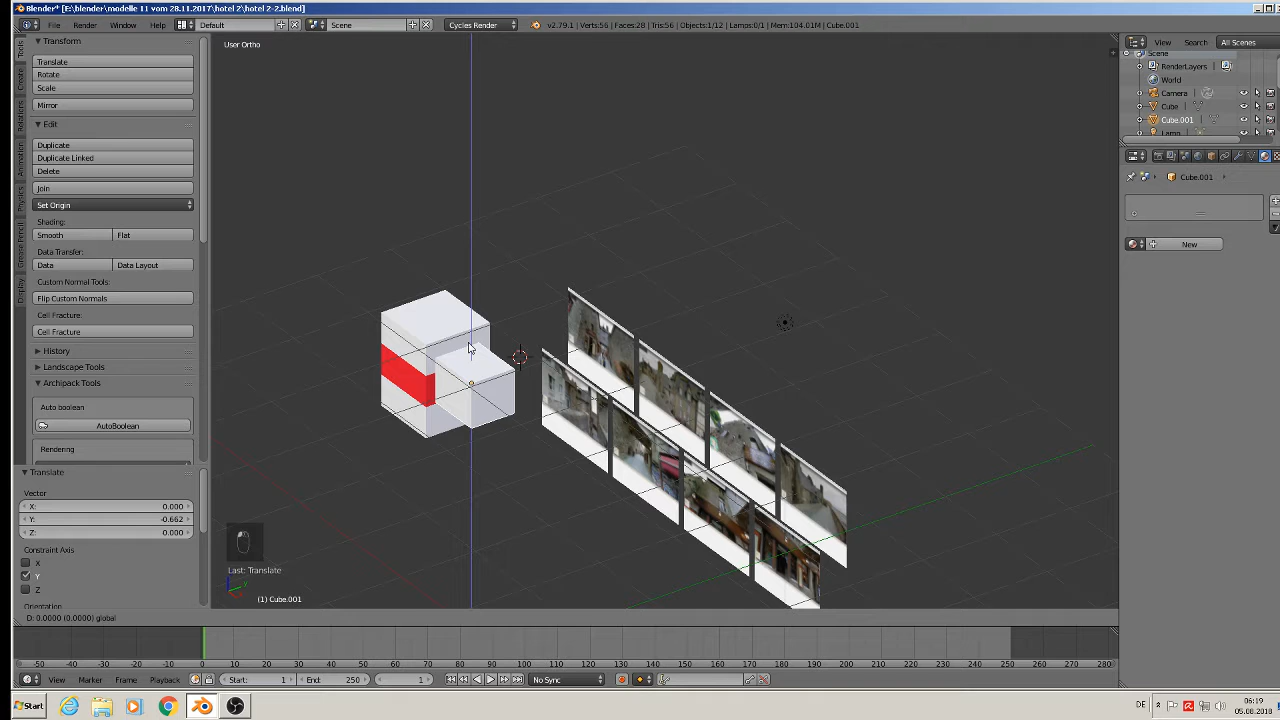 Blender* [E:\blender\modelle 11 vom 28.11.2017\hotel 2\hotel 2-2.blend]
File Render Window Help Default Scene Cycles Render v2.79.1 | Verts:56 | Faces:28 | Tris:56 | Objects:1/12 | Lamps:0/1 | Mem:104.01M | Cube.001
Tools
Create
Relations
Animation
Physics
Grease Pencil
Display
Transform
Translate
Rotate
Scale
Mirror
Edit
Duplicate
Duplicate Linked
Delete
Join
Set Origin
Shading:
Smooth Flat
Data Transfer:
Data Data Layout
Custom Normal Tools:
Flip Custom Normals
Cell Fracture:
Cell Fracture
History
Landscape Tools
Archipack Tools
Auto boolean
AutoBoolean
Rendering
Translate
Vector
X: 0.000
Y: -0.662
Z: 0.000
Constraint Axis
X
Y
Z
Orientation
User Ortho
Last: Translate
(1) Cube.001
D: 0.0000 (0.0000) global
View Search All Scenes
Scene
RenderLayers
World
Camera
Cube
Cube.001
Lamp
Cube.001
New
-50 -40 -30 -20 -10 0 10 20 30 40 50 60 70 80 90 100 110 120 130 140 150 160 170 180 190 200 210 220 230 240 250 260 270 280
View Marker Frame Playback Start: 1 End: 250 1 No Sync
Start DE 06:19
05.08.2018